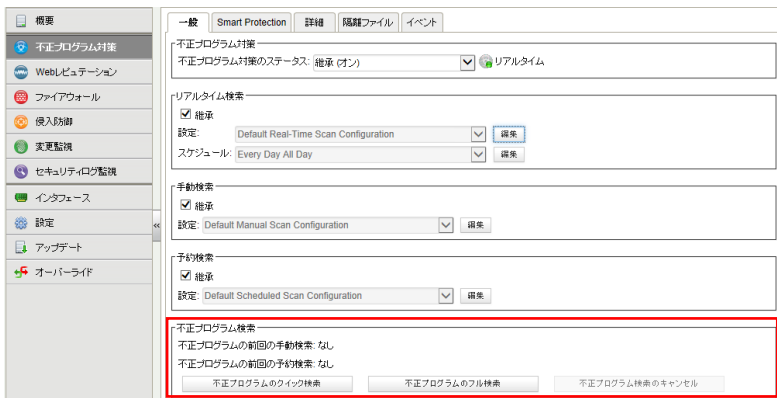 概要
不正プログラム対策
Webレピュテーション
ファイアウォール
侵入防御
変更監視
セキュリティログ監視
インタフェース
設定
アップデート
オーバーライド
«
一般 Smart Protection 詳細 隔離ファイル イベント
不正プログラム対策
不正プログラム対策のステータス: 継承 (オン) リアルタイム
リアルタイム検索
継承
設定: Default Real-Time Scan Configuration 編集
スケジュール: Every Day All Day 編集
手動検索
継承
設定: Default Manual Scan Configuration 編集
予約検索
継承
設定: Default Scheduled Scan Configuration 編集
不正プログラム検索
不正プログラムの前回の手動検索: なし
不正プログラムの前回の予約検索: なし
不正プログラムのクイック検索 不正プログラムのフル検索 不正プログラム検索のキャンセル